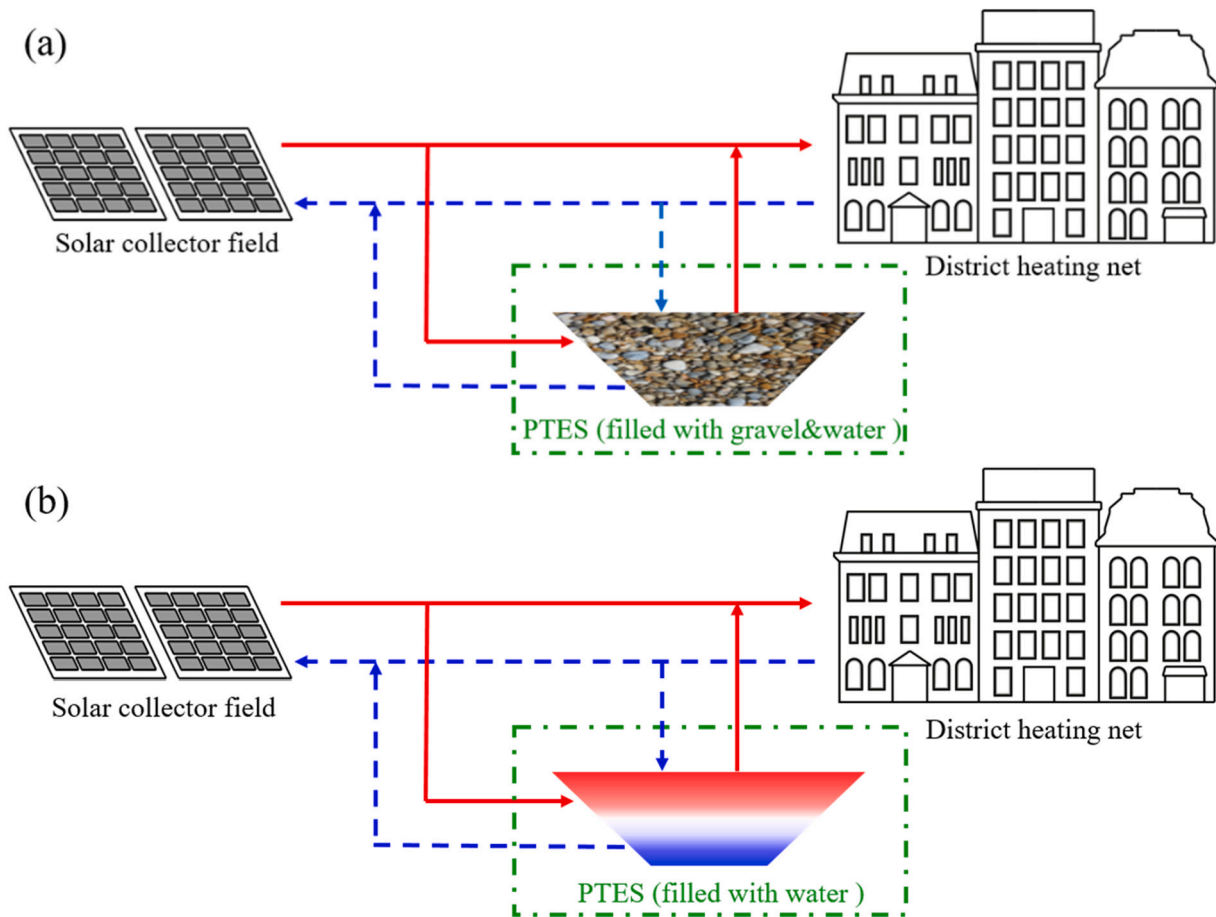 (a)
Solar collector field
District heating net
PTES (filled with gravel&water )
(b)
Solar collector field
District heating net
PTES (filled with water )